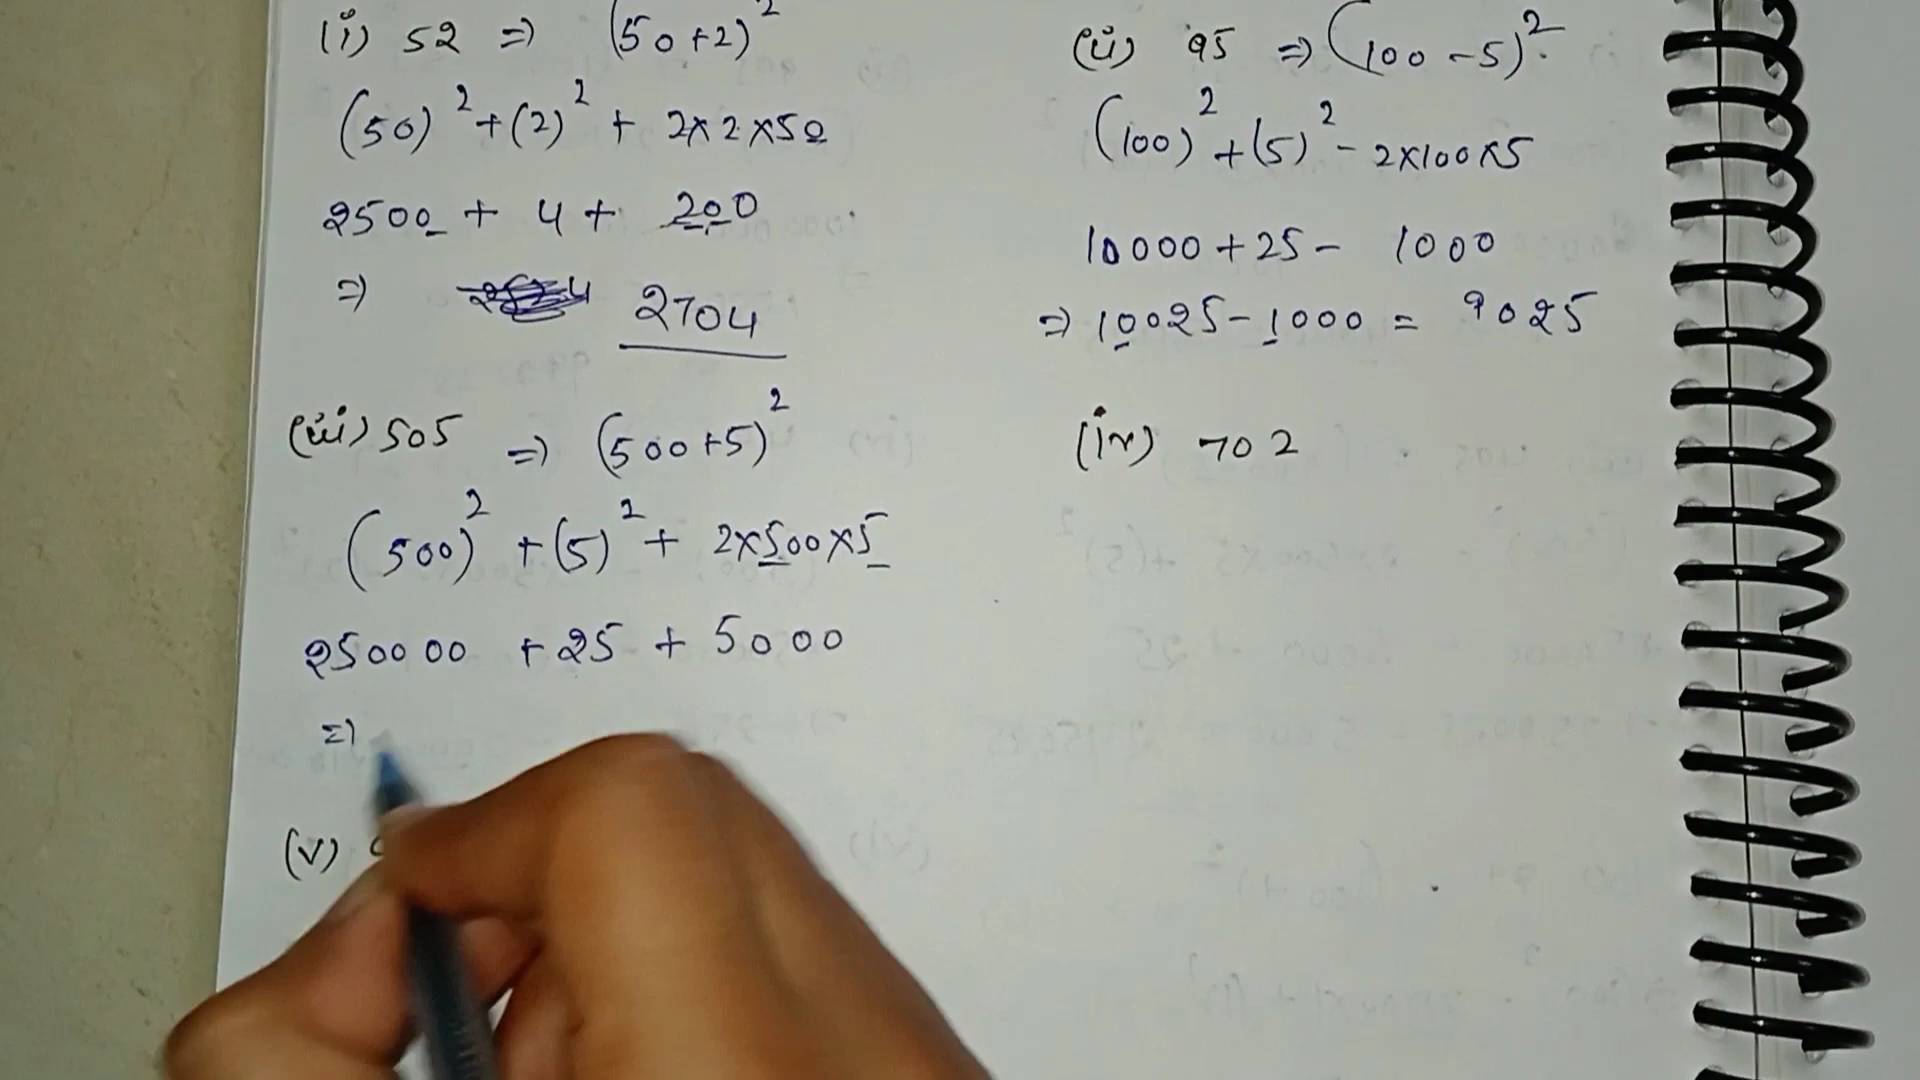 (i) 52 ⇒ (50+2)²
(50)² + (2)² + 2×2×50
2500 + 4 + 200
⇒ 2704
(ii) 95 ⇒ (100-5)²
(100)² + (5)² - 2×100×5
10000 + 25 - 1000
⇒ 10025 - 1000 = 9025
(iii) 505 ⇒ (500+5)²
(500)² + (5)² + 2×500×5
250000 + 25 + 5000
⇒
(iv) 702
(v)